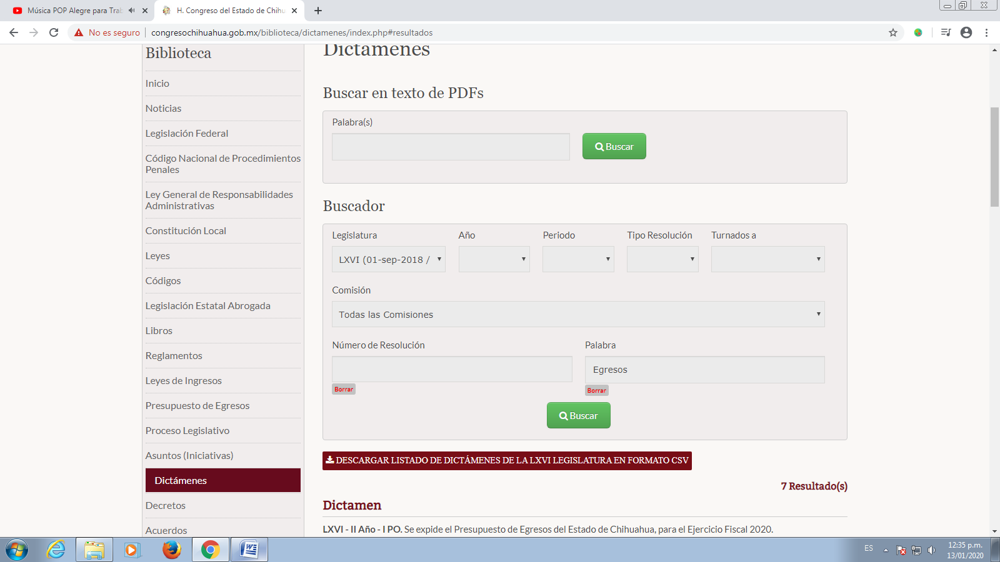 Música POP Alegre para Trab
H. Congreso del Estado de Chihu
No es seguro
congresochihuahua.gob.mx/biblioteca/dictamenes/index.php#resultados
Biblioteca
Inicio
Noticias
Legislación Federal
Código Nacional de Procedimientos
Penales
Ley General de Responsabilidades
Administrativas
Constitución Local
Leyes
Códigos
Legislación Estatal Abrogada
Libros
Reglamentos
Leyes de Ingresos
Presupuesto de Egresos
Proceso Legislativo
Asuntos (Iniciativas)
Dictámenes
Decretos
Acuerdos
Dictámenes
Buscar en texto de PDFs
Palabra(s)
Buscar
Buscador
Legislatura Año Periodo Tipo Resolución Turnados a
LXVI (01-sep-2018 /
Comisión
Todas las Comisiones
Número de Resolución Palabra
Egresos
Borrar Borrar
Buscar
DESCARGAR LISTADO DE DICTÁMENES DE LA LXVI LEGISLATURA EN FORMATO CSV
7 Resultado(s)
Dictamen
LXVI - II Año - I PO. Se expide el Presupuesto de Egresos del Estado de Chihuahua, para el Ejercicio Fiscal 2020.
ES
12:35 p.m.
13/01/2020